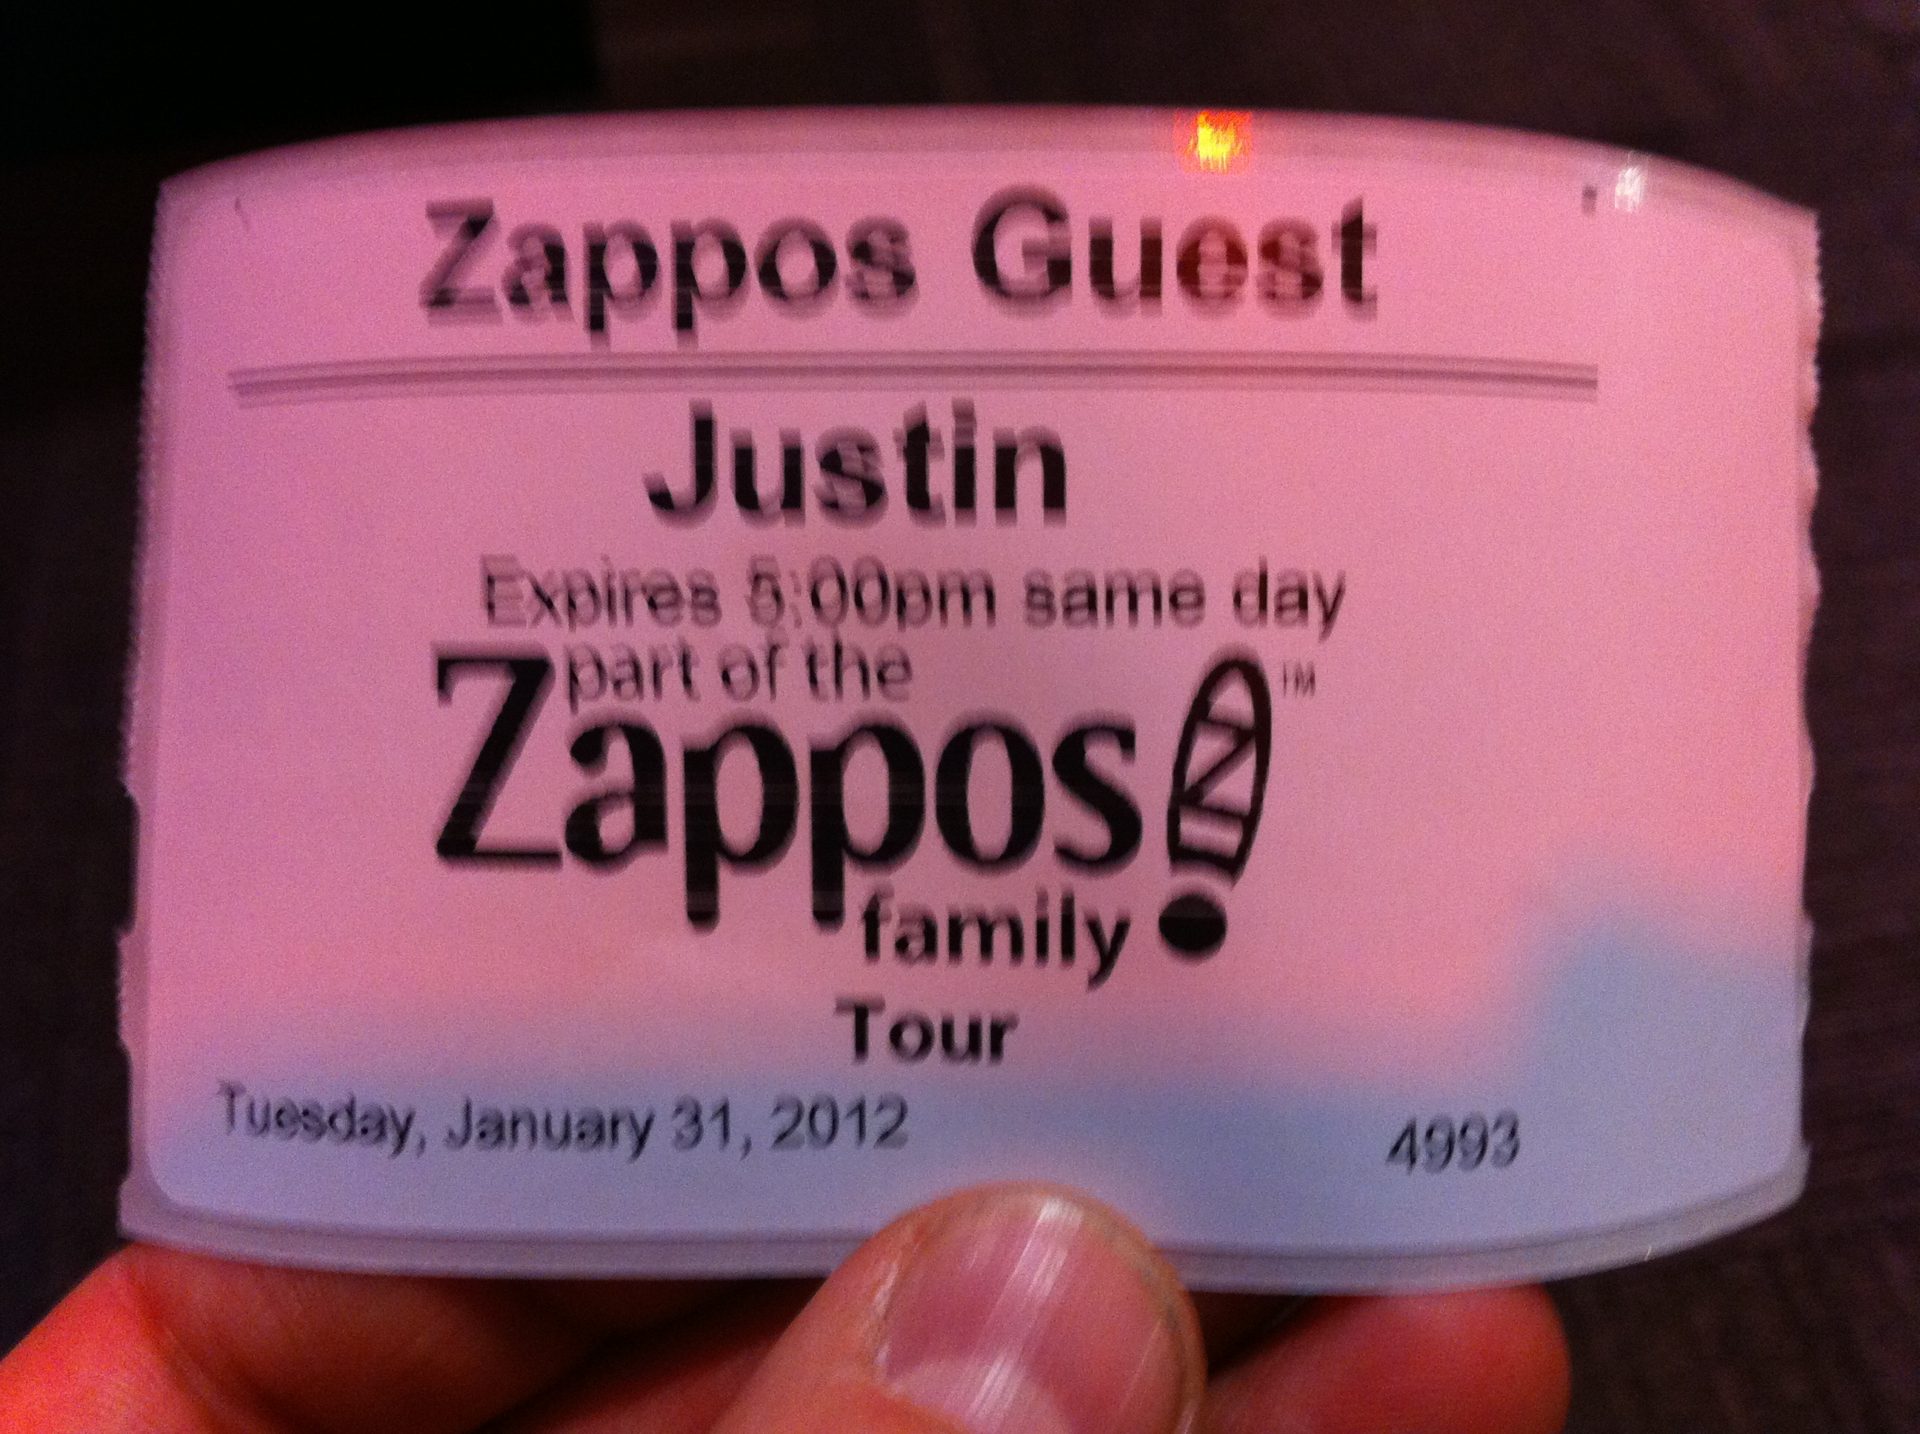 Zappos Guest
Justin
Expires 5:00pm same day
part of the
Zappos
™
family
Tour
Tuesday, January 31, 2012 4993